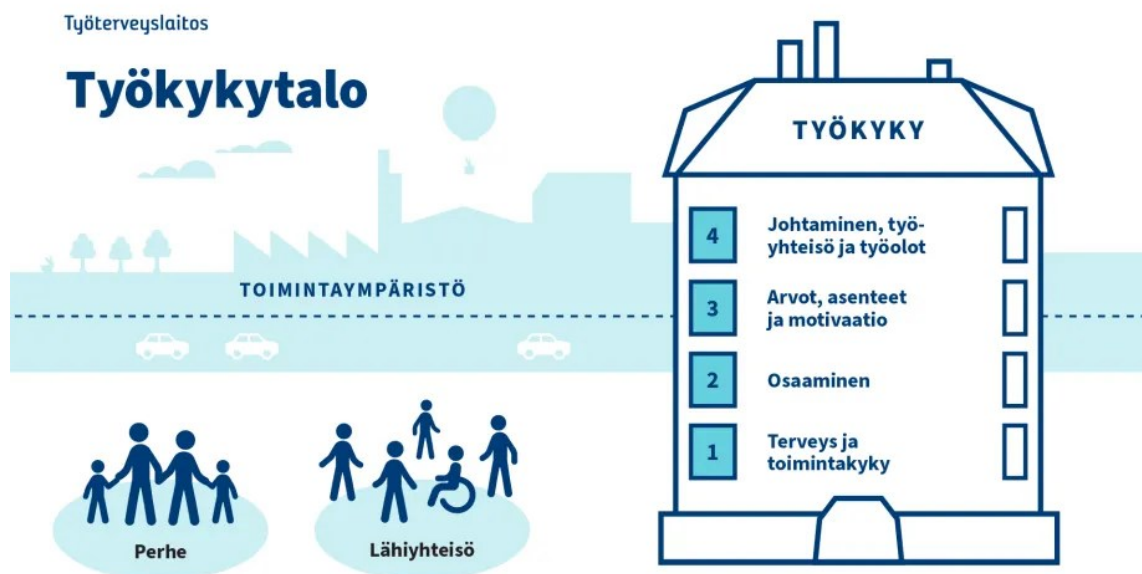 Työterveyslaitos
Työkykytalo
TYÖKYKY
4
Johtaminen, työ-
yhteisö ja työolot
3
Arvot, asenteet
ja motivaatio
2
Osaaminen
1
Terveys ja
toimintakyky
TOIMINTAYMPÄRISTÖ
Perhe
Lähiyhteisö